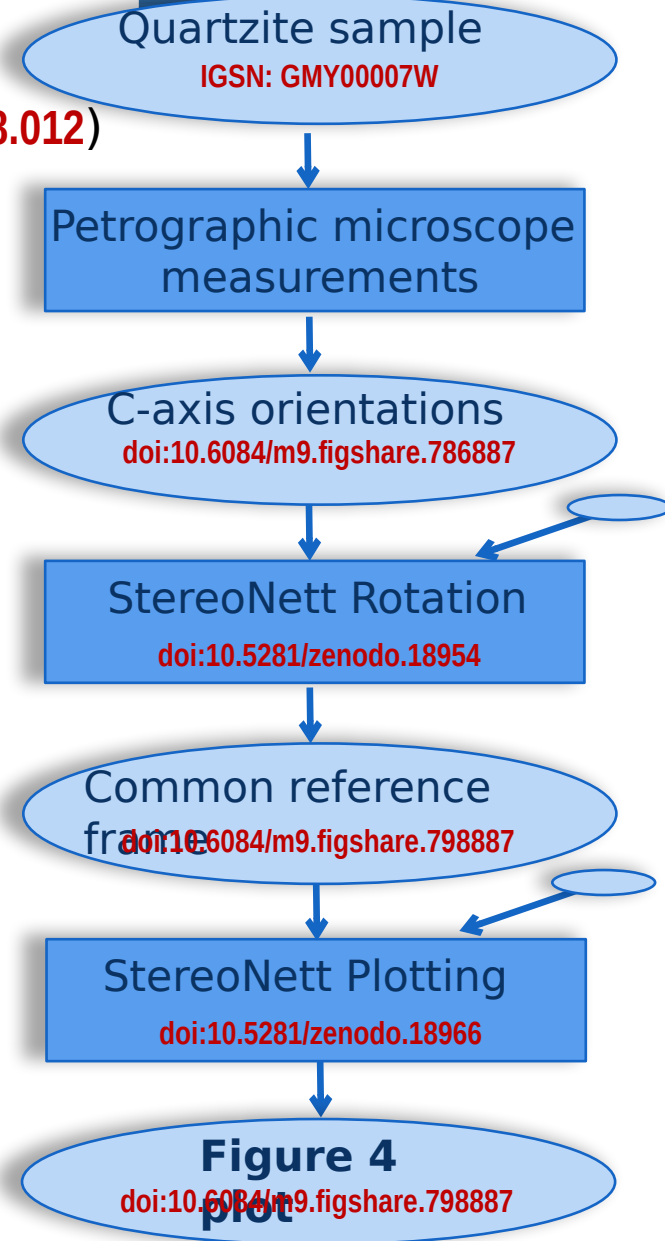 Quartzite sample
IGSN: GMY00007W
.012)
Petrographic microscope
measurements
C-axis orientations
doi:10.6084/m9.figshare.786887
StereoNett Rotation
doi:10.5281/zenodo.18954
Common reference
frame
doi:10.6084/m9.figshare.798887
StereoNett Plotting
doi:10.5281/zenodo.18966
Figure 4
plot
doi:10.6084/m9.figshare.798887